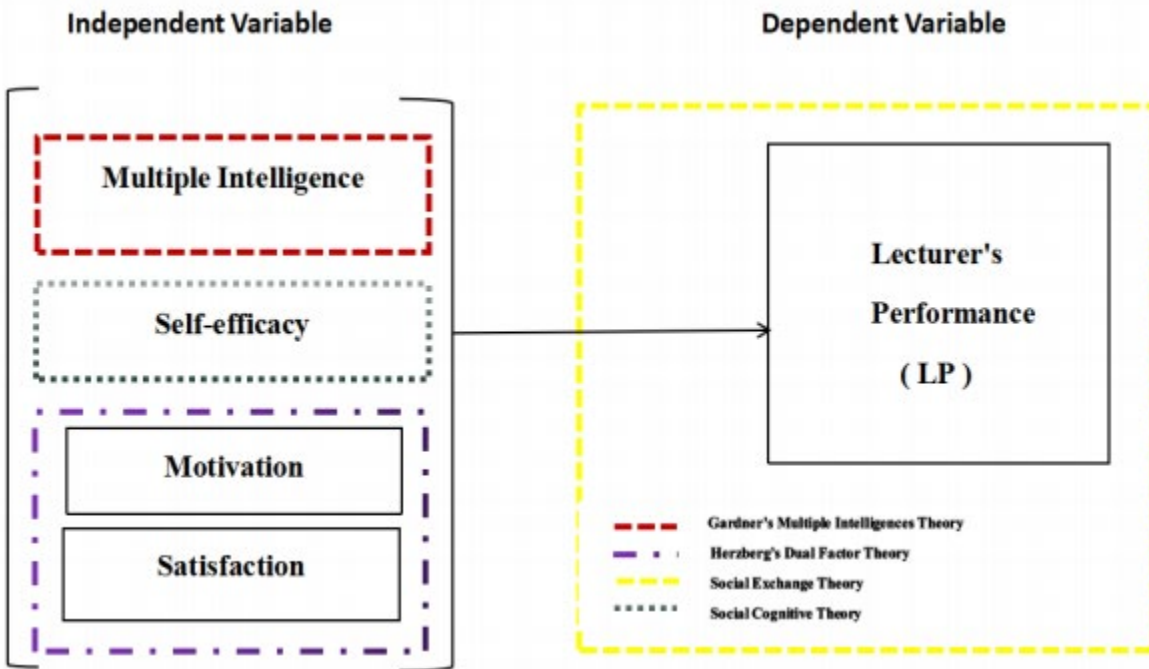 Independent Variable
Dependent Variable
Multiple Intelligence
Self-efficacy
Motivation
Satisfaction
Lecturer's
Performance
( LP )
Gardner's Multiple Intelligences Theory
Herzberg's Dual Factor Theory
Social Exchange Theory
Social Cognitive Theory